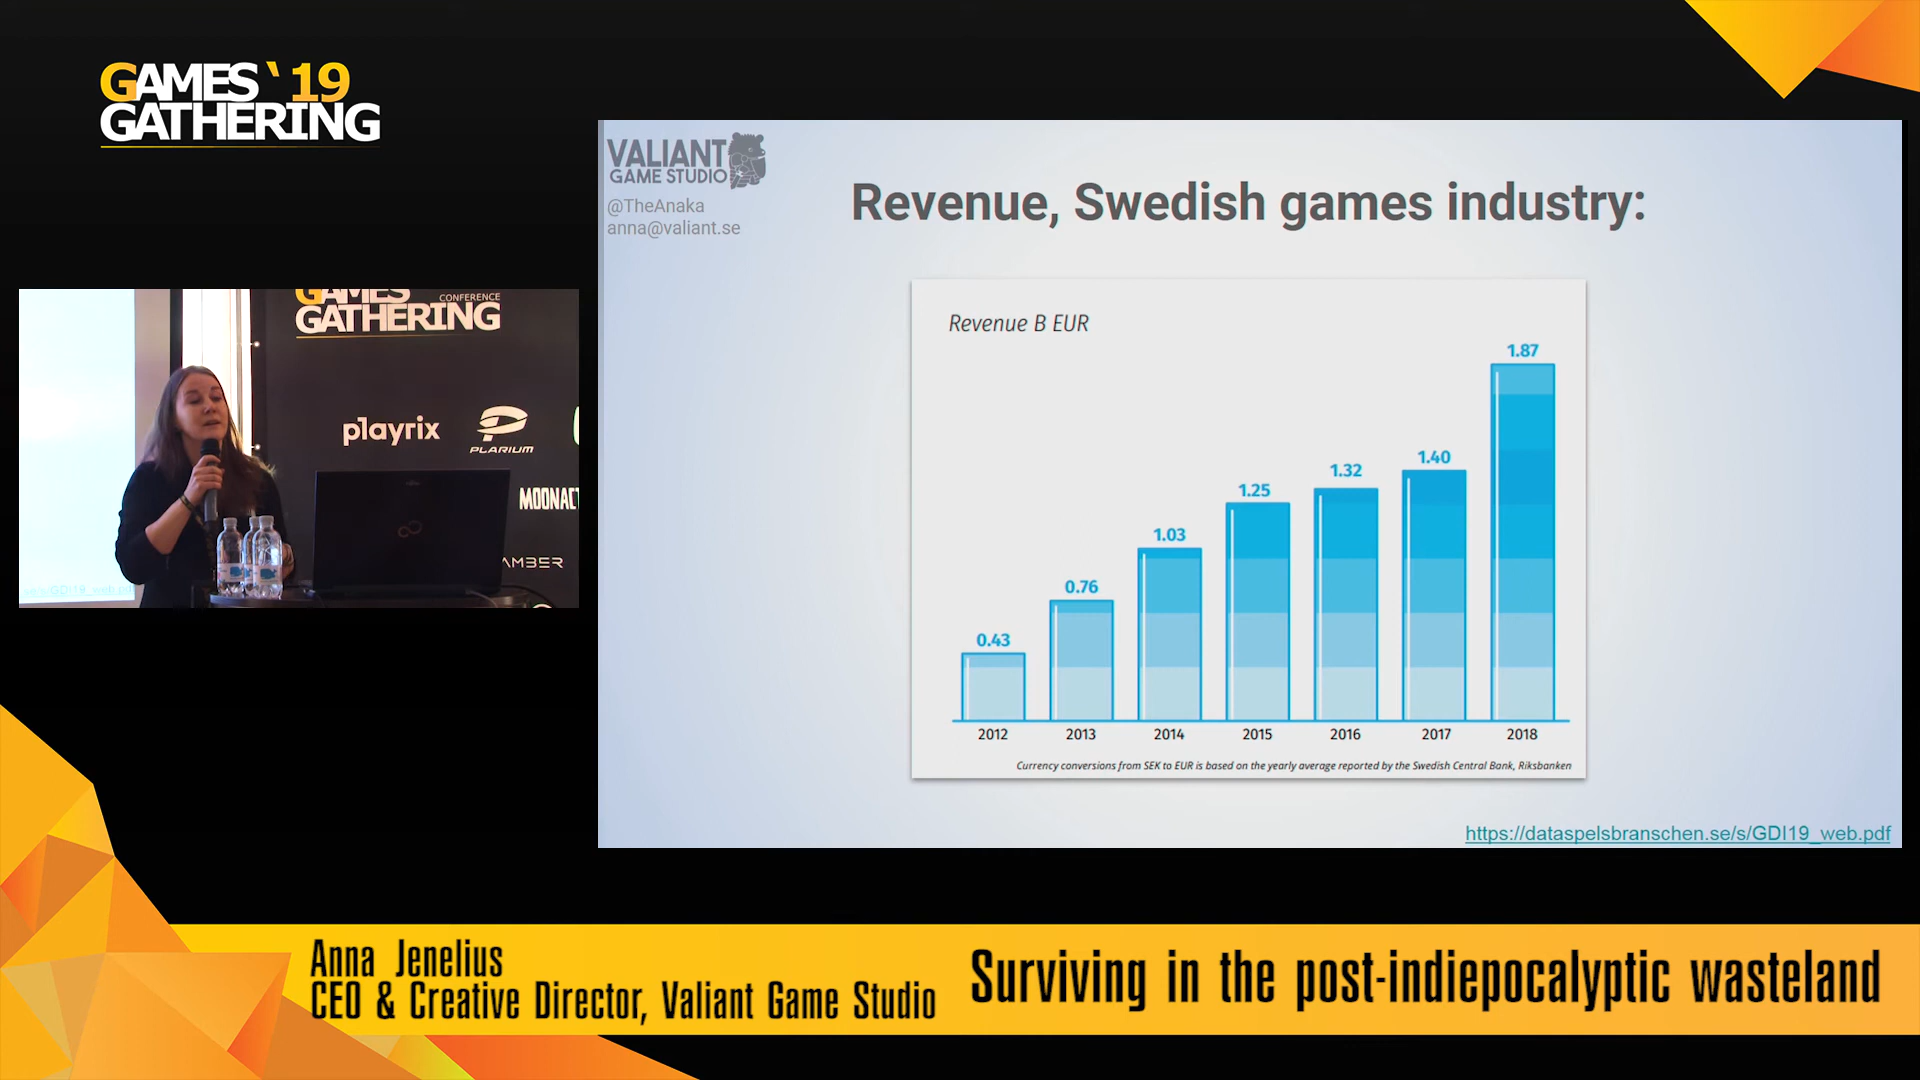 GAMES '19
GATHERING
VALIANT
GAME STUDIO
@TheAnaka
anna@valiant.se
Revenue, Swedish games industry:
Revenue B EUR
0.43
0.76
1.03
1.25
1.32
1.40
1.87
2012
2013
2014
2015
2016
2017
2018
Currency conversions from SEK to EUR is based on the yearly average reported by the Swedish Central Bank, Riksbanken
https://dataspelsbranschen.se/s/GDI19_web.pdf
GAMES
CONFERENCE
GATHERING
playrix
PLARIUM
MOONAC
AMBER
/s/GDI19_web.pdf
Anna Jenelius
CEO & Creative Director, Valiant Game Studio
Surviving in the post-indiepocalyptic wasteland